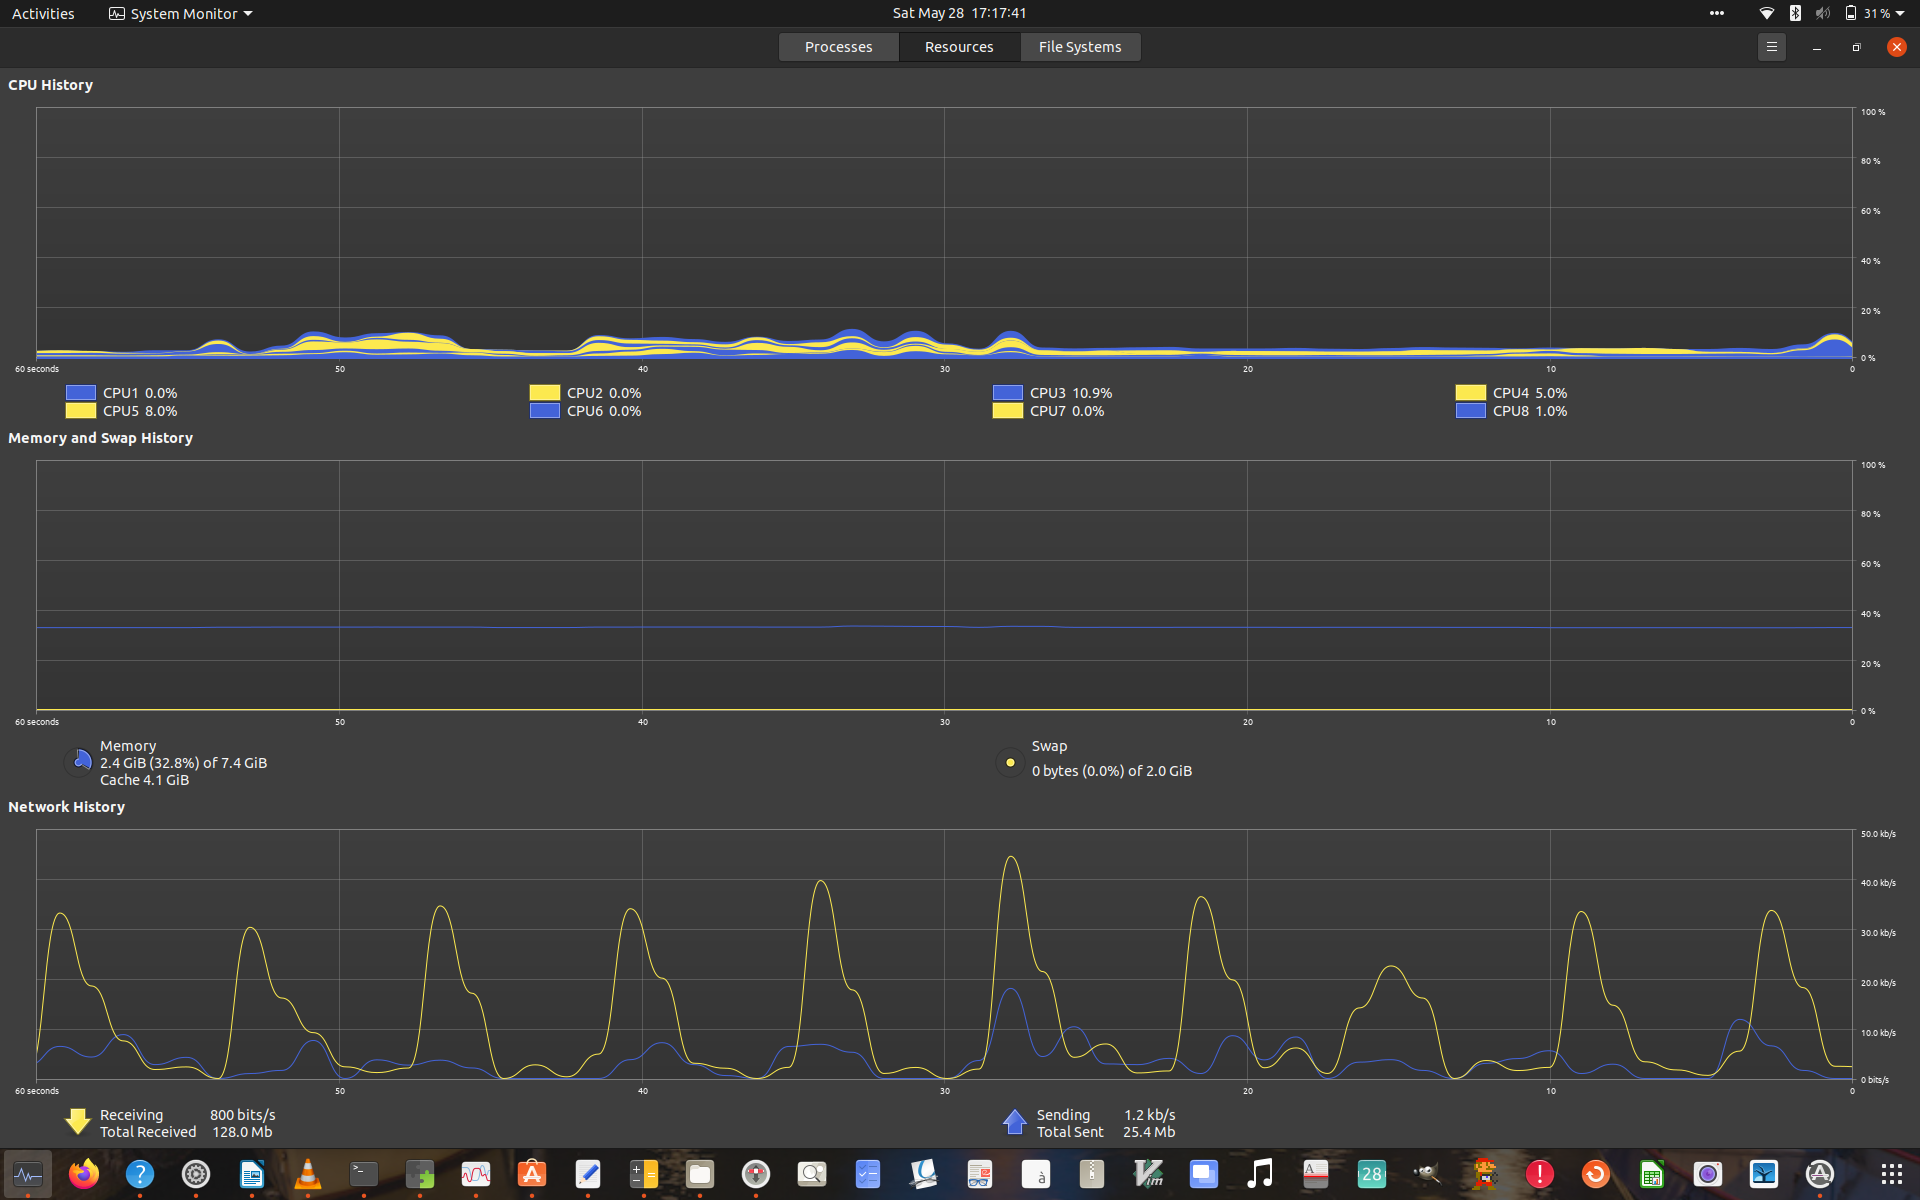 Activities System Monitor Sat May 28 17:17:41 31 %
Processes Resources File Systems
CPU History
100 %
80 %
60 %
40 %
20 %
0 %
60 seconds 50 40 30 20 10 0
CPU1 0.0% CPU2 0.0% CPU3 10.9% CPU4 5.0%
CPU5 8.0% CPU6 0.0% CPU7 0.0% CPU8 1.0%
Memory and Swap History
100 %
80 %
60 %
40 %
20 %
0 %
60 seconds 50 40 30 20 10 0
Memory
2.4 GiB (32.8%) of 7.4 GiB
Cache 4.1 GiB
Swap
0 bytes (0.0%) of 2.0 GiB
Network History
50.0 kb/s
40.0 kb/s
30.0 kb/s
20.0 kb/s
10.0 kb/s
0 bits/s
60 seconds 50 40 30 20 10 0
Receiving 800 bits/s Sending 1.2 kb/s
Total Received 128.0 Mb Total Sent 25.4 Mb
? >_ à Vim A 28 !